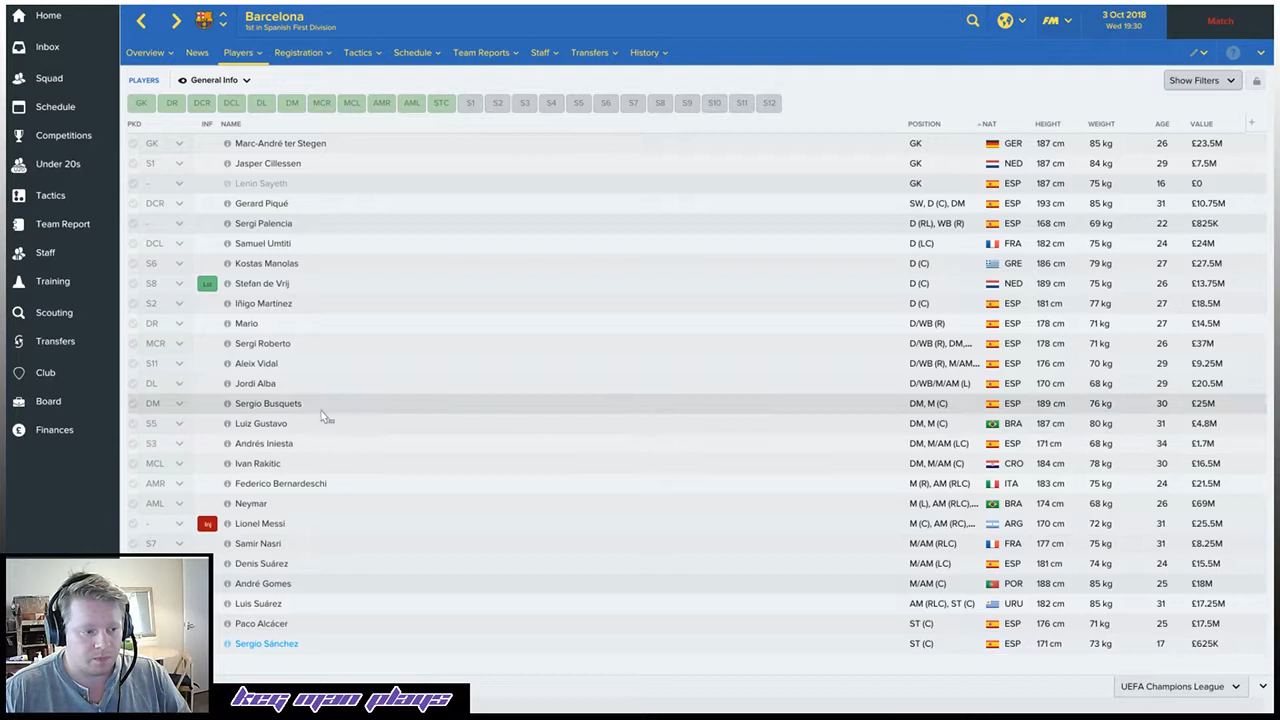 Home
Inbox
Squad
Schedule
Competitions
Under 20s
Tactics
Team Report
Staff
Training
Scouting
Transfers
Club
Board
Finances
Barcelona
1st in Spanish First Division
FM
3 Oct 2018
Wed 19:30
Match
Overview News Players Registration Tactics Schedule Team Reports Staff Transfers History
PLAYERS General Info Show Filters
GK DR DCR DCL DL DM MCR MCL AMR AML STC S1 S2 S3 S4 S5 S6 S7 S8 S9 S10 S11 S12
PKD INF NAME POSITION NAT HEIGHT WEIGHT AGE VALUE
GK Marc-André ter Stegen GK GER 187 cm 85 kg 26 £23.5M
S1 Jasper Cillessen GK NED 187 cm 84 kg 29 £7.5M
- Lenin Sayeth GK ESP 187 cm 75 kg 16 £0
DCR Gerard Piqué SW, D (C), DM ESP 193 cm 85 kg 31 £10.75M
- Sergi Palencia D (RL), WB (R) ESP 168 cm 69 kg 22 £825K
DCL Samuel Umtiti D (LC) FRA 182 cm 75 kg 24 £24M
S6 Kostas Manolas D (C) GRE 186 cm 79 kg 27 £27.5M
S8 Lst Stefan de Vrij D (C) NED 189 cm 75 kg 26 £13.75M
S2 Iñigo Martínez D (C) ESP 181 cm 77 kg 27 £18.5M
DR Mario D/WB (R) ESP 178 cm 71 kg 27 £14.5M
MCR Sergi Roberto D/WB (R), DM,... ESP 178 cm 71 kg 26 £37M
S11 Aleix Vidal D/WB (R), M/AM... ESP 176 cm 70 kg 29 £9.25M
DL Jordi Alba D/WB/M/AM (L) ESP 170 cm 68 kg 29 £20.5M
DM Sergio Busquets DM, M (C) ESP 189 cm 76 kg 30 £25M
S5 Luiz Gustavo DM, M (C) BRA 187 cm 80 kg 31 £4.8M
S3 Andrés Iniesta DM, M/AM (LC) ESP 171 cm 68 kg 34 £1.7M
MCL Ivan Rakitic DM, M/AM (C) CRO 184 cm 78 kg 30 £16.5M
AMR Federico Bernardeschi M (R), AM (RLC) ITA 183 cm 75 kg 24 £21.5M
AML Neymar M (L), AM (RLC),... BRA 174 cm 68 kg 26 £69M
- Inj Lionel Messi M (C), AM (RC),... ARG 170 cm 72 kg 31 £25.5M
S7 Samir Nasri M/AM (RLC) FRA 177 cm 75 kg 31 £8.25M
Denis Suárez M/AM (LC) ESP 181 cm 74 kg 24 £15.5M
André Gomes M/AM (C) POR 188 cm 85 kg 25 £18M
Luis Suárez AM (RLC), ST (C) URU 182 cm 85 kg 31 £17.25M
Paco Alcácer ST (C) ESP 176 cm 71 kg 25 £17.5M
Sergio Sánchez ST (C) ESP 171 cm 73 kg 17 £625K
UEFA Champions League
keg man plays